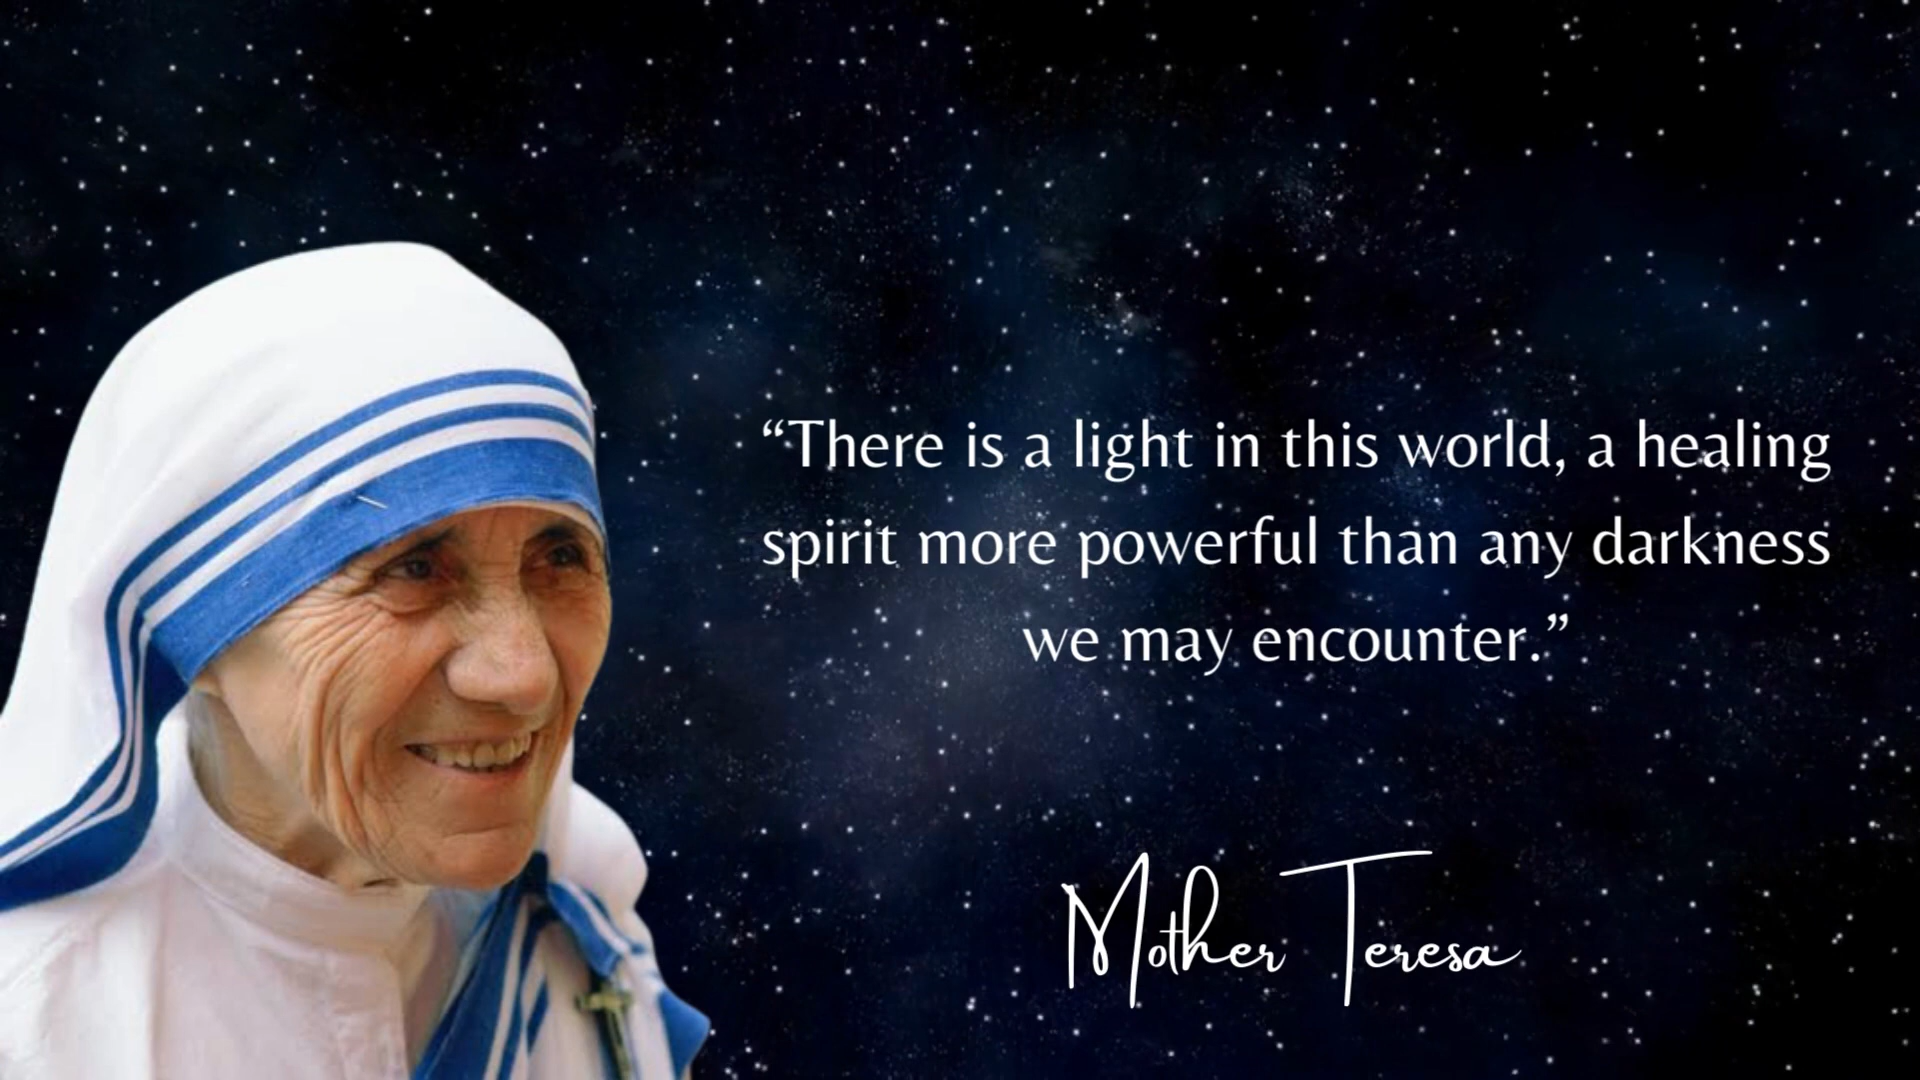 “There is a light in this world, a healing
spirit more powerful than any darkness
we may encounter.”
Mother Teresa